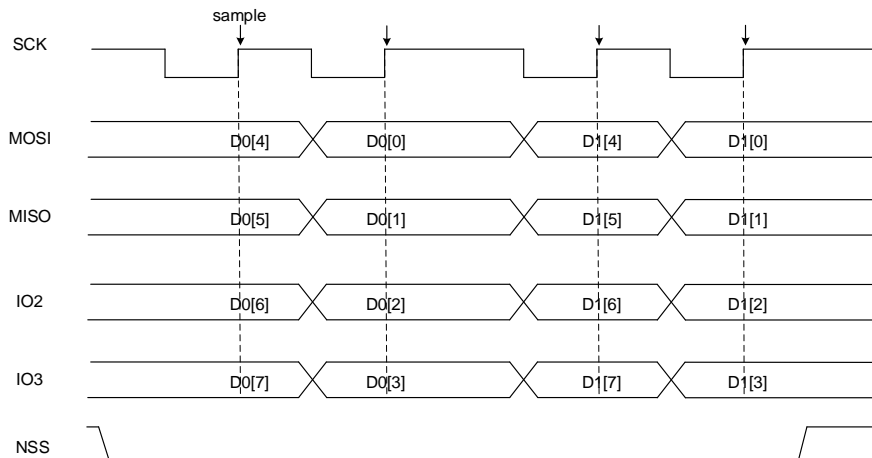 sample
SCK
MOSI D0[4] D0[0] D1[4] D1[0]
MISO D0[5] D0[1] D1[5] D1[1]
IO2 D0[6] D0[2] D1[6] D1[2]
IO3 D0[7] D0[3] D1[7] D1[3]
NSS